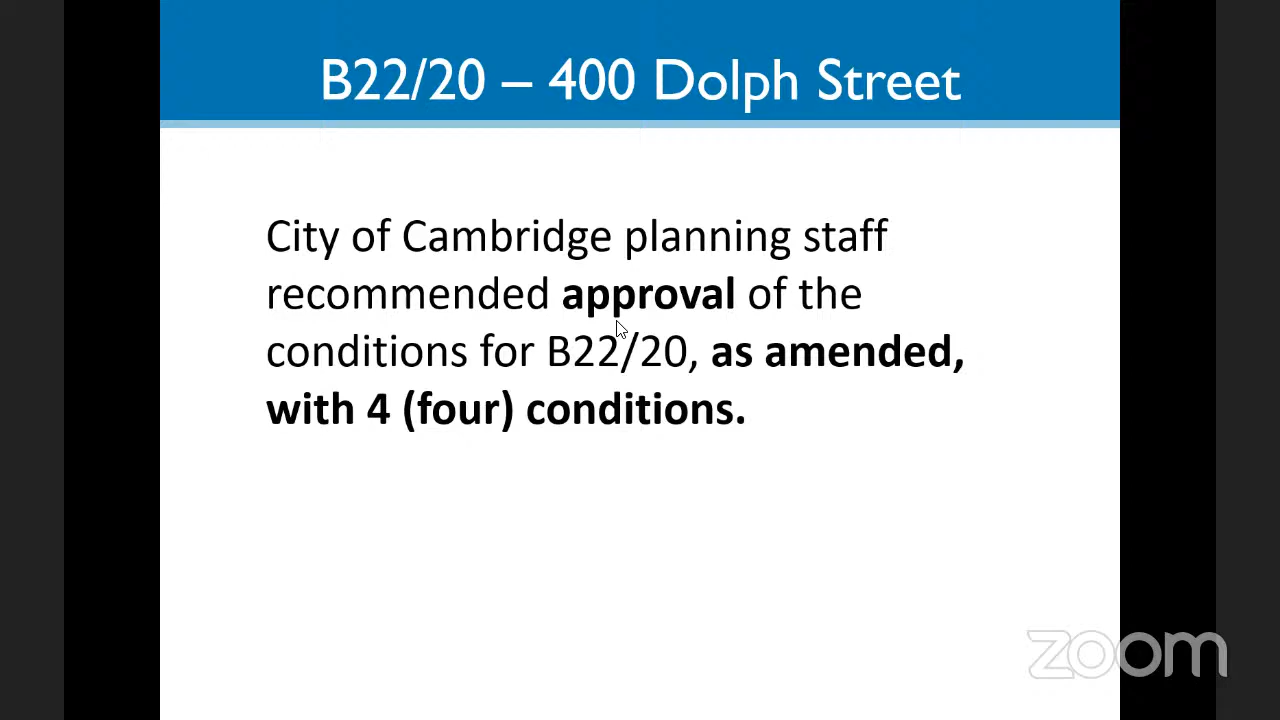 B22/20 – 400 Dolph Street
City of Cambridge planning staff
recommended approval of the
conditions for B22/20, as amended,
with 4 (four) conditions.
zoom